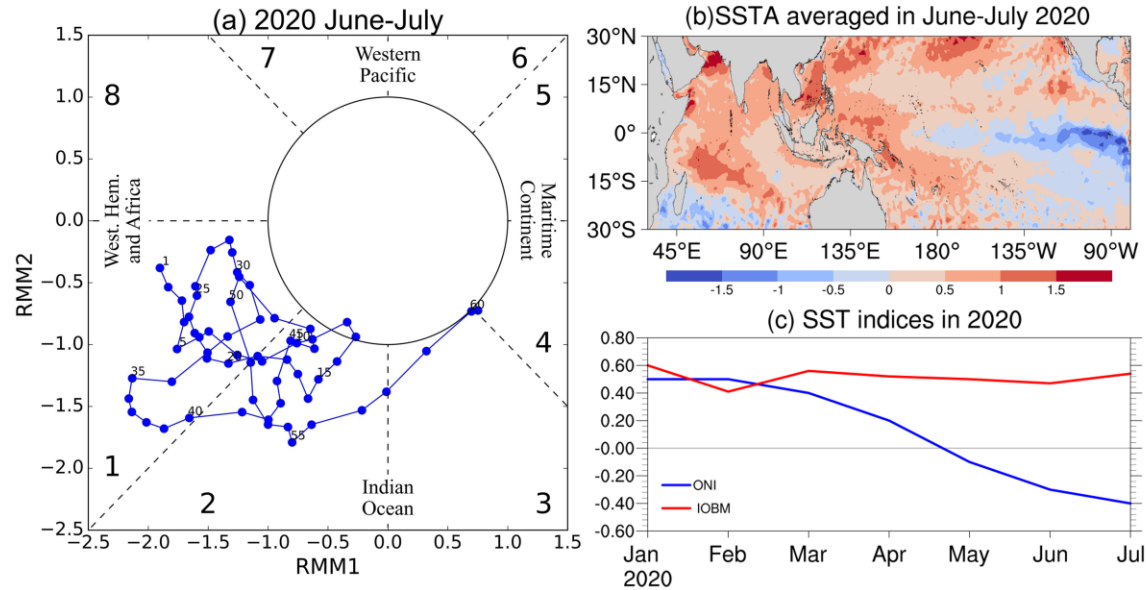 (a) 2020 June-July
1.5
1.0
0.5
0.0
−0.5
−1.0
−1.5
−2.0
−2.5
RMM2
−2.5 −2.0 −1.5 −1.0 −0.5 0.0 0.5 1.0 1.5
RMM1
7
6
8
5
4
1
2
3
Western
Pacific
West. Hem.
and Africa
Maritime
Continent
Indian
Ocean
1
30
25
50
60
5
45
35
15
40
55
(b)SSTA averaged in June-July 2020
30°N
15°N
0°
15°S
30°S
45°E 90°E 135°E 180° 135°W 90°W
-1.5 -1 -0.5 0 0.5 1 1.5
(c) SST indices in 2020
0.60
0.40
0.20
-0.00
-0.20
-0.40
-0.60
ONI
IOBM
Jan Feb Mar Apr May Jun Jul
2020